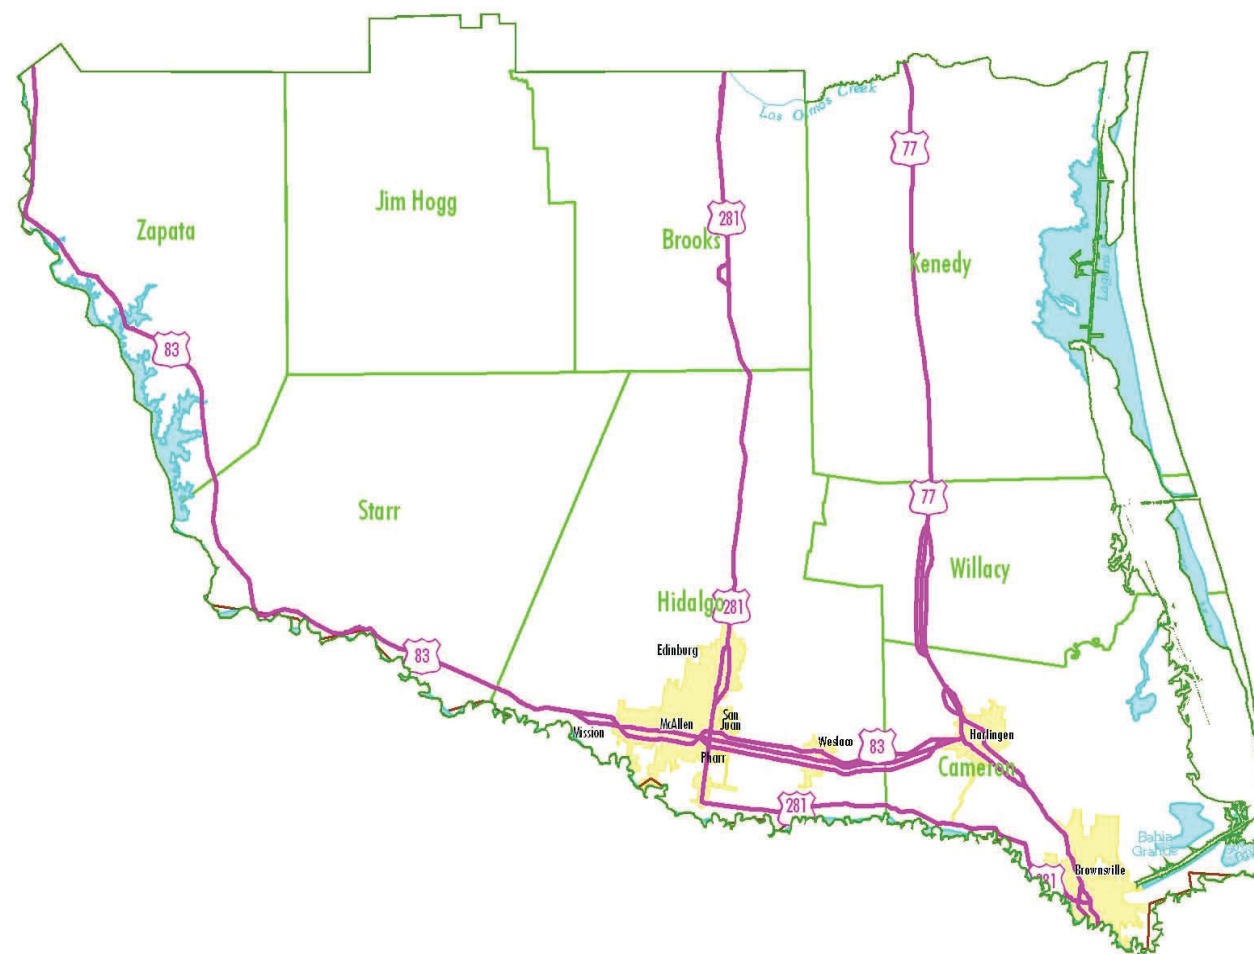 Los Olmos Creek
77
Jim Hogg
281
Zapata
Brooks
Kenedy
Laguna
83
77
Starr
Willacy
Hidalgo
281
Edinburg
83
San
Juan
McAllen
Mission
Weslaco
83
Harlingen
Pharr
Cameron
281
Bahia
Grande
Brownsville
281